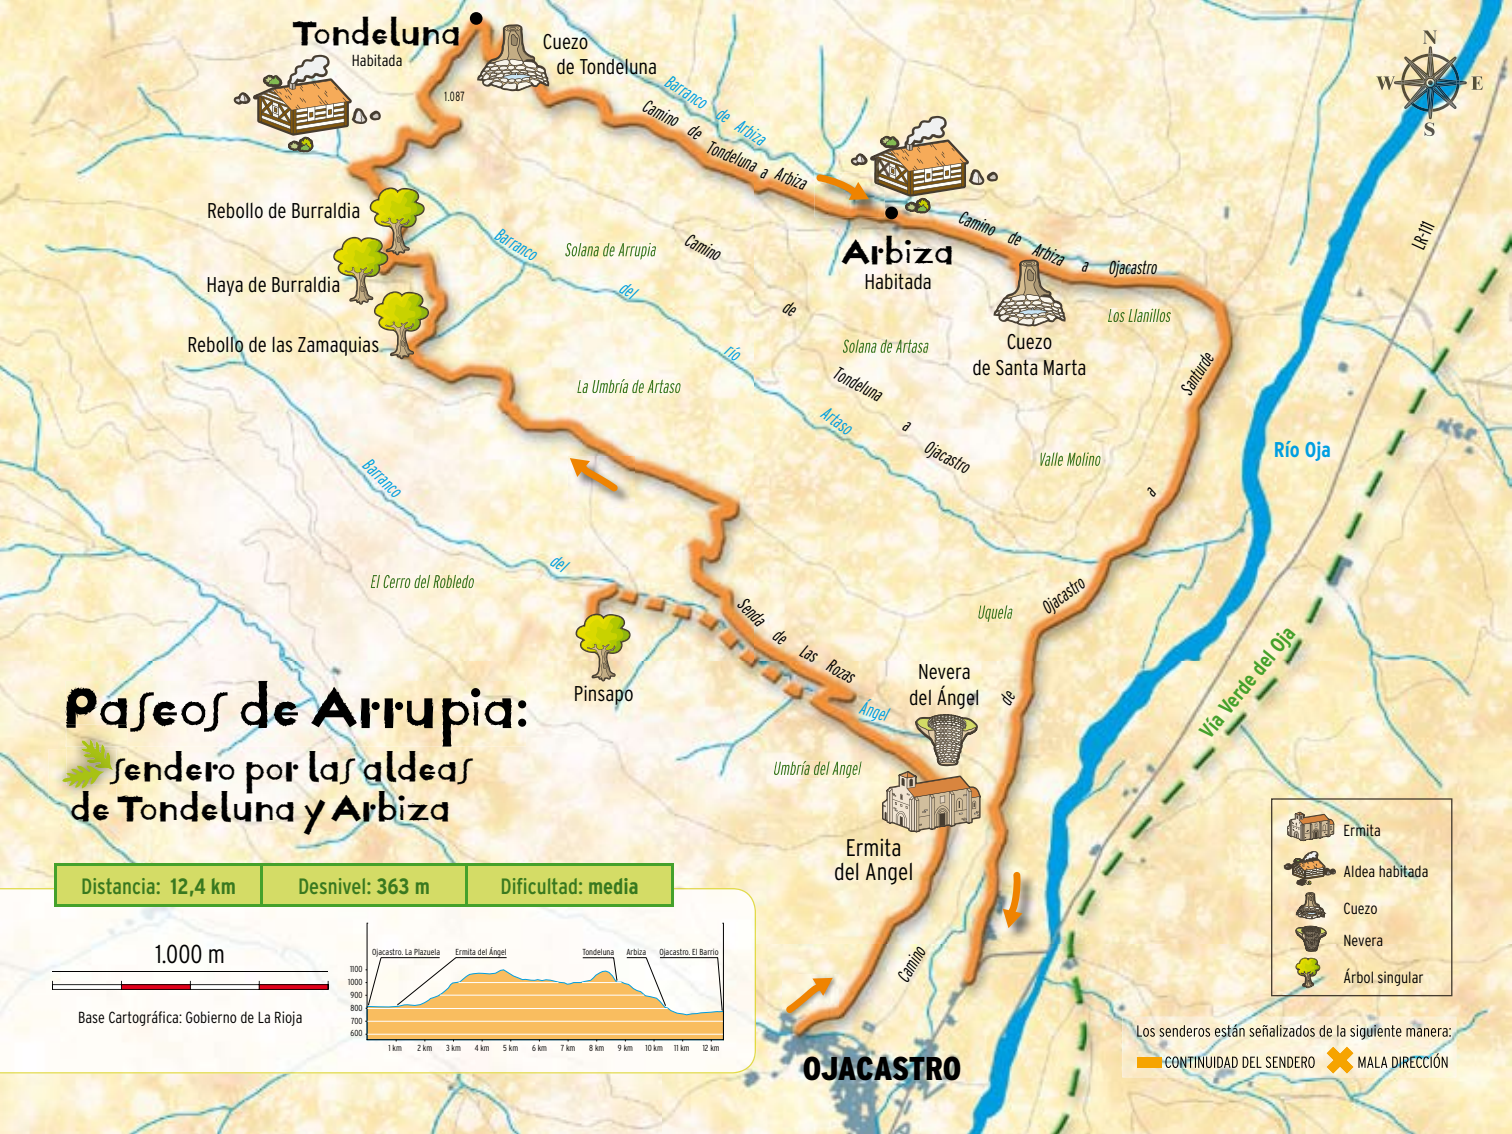 Tondeluna
Habitada
Cuezo
de Tondeluna
1.087
Barranco de Arbiza
Camino de Tondeluna a Arbiza
N
W
E
S
LR-111
Rebollo de Burraldia
Haya de Burraldia
Rebollo de las Zamaquias
Barranco del río Artaso
Solana de Arrupia
Camino de Tondeluna a Ojacastro
Arbiza
Habitada
Camino de Arbiza a Ojacastro
Los Llanillos
Cuezo
de Santa Marta
Solana de Artasa
La Umbría de Artaso
Valle Molino
Río Oja
Camino de Ojacastro a Santurde
Barranco del Ángel
El Cerro del Robledo
Uquela
Senda de Las Rozas
Pinsapo
Nevera
del Ángel
Vía Verde del Oja
Umbría del Angel
Ermita
del Angel
Paseos de Arrupia:
sendero por las aldeas
de Tondeluna y Arbiza
Distancia: 12,4 km
Desnivel: 363 m
Dificultad: media
1.000 m
Base Cartográfica: Gobierno de La Rioja
Ojacastro. La Plazuela
Ermita del Ángel
Tondeluna
Arbiza
Ojacastro. El Barrio
1100
1000
900
800
700
600
1 km
2 km
3 km
4 km
5 km
6 km
7 km
8 km
9 km
10 km
11 km
12 km
OJACASTRO
Ermita
Aldea habitada
Cuezo
Nevera
Árbol singular
Los senderos están señalizados de la siguiente manera:
CONTINUIDAD DEL SENDERO
MALA DIRECCIÓN